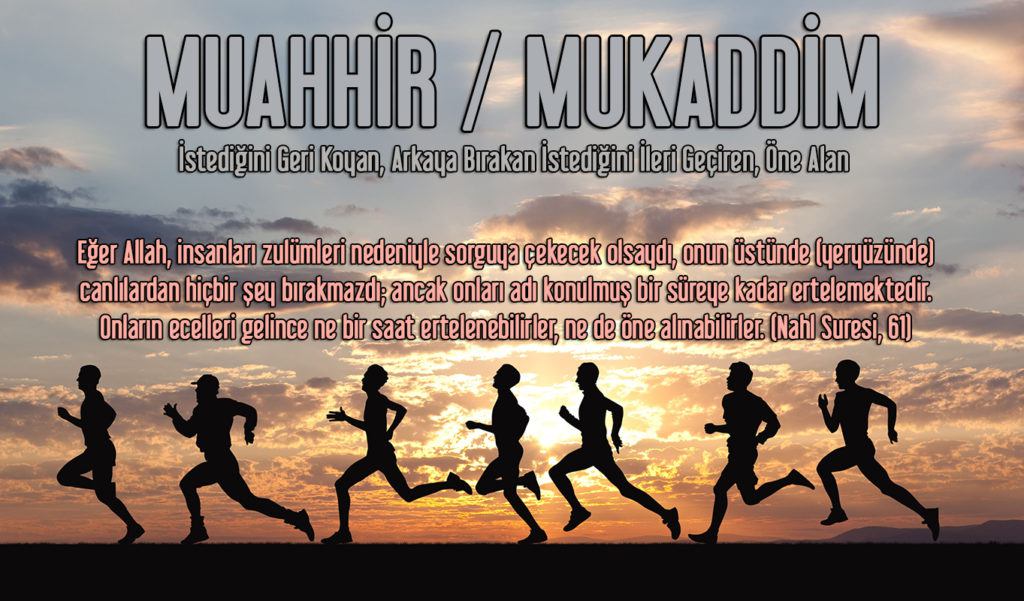 MUAHHİR / MUKADDİM
İstediğini Geri Koyan, Arkaya Bırakan İstediğini İleri Geçiren, Öne Alan
Eğer Allah, insanları zulümleri nedeniyle sorguya çekecek olsaydı, onun üstünde (yeryüzünde)
canlılardan hiçbir şey bırakmazdı; ancak onları adı konulmuş bir süreye kadar ertelemektedir.
Onların ecelleri gelince ne bir saat ertelenebilirler, ne de öne alınabilirler. (Nahl Suresi, 61)